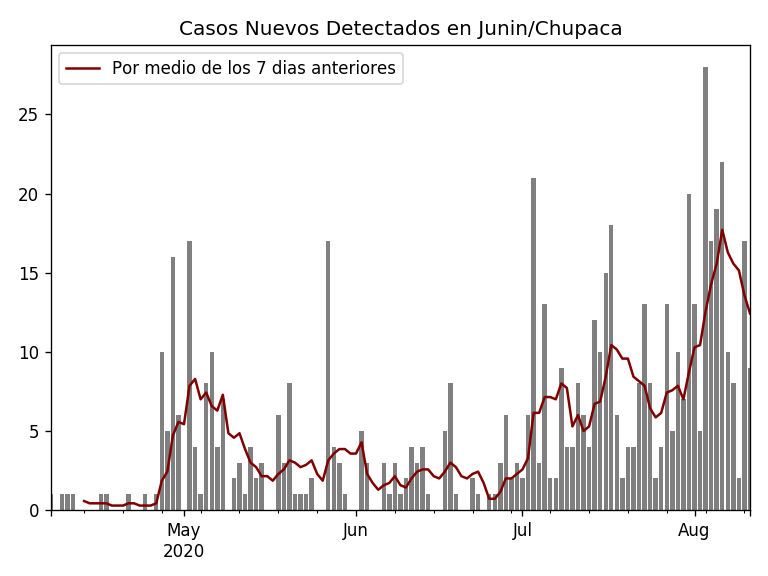 Casos Nuevos Detectados en Junin/Chupaca
Por medio de los 7 dias anteriores
25
20
15
10
5
0
May
2020
Jun
Jul
Aug